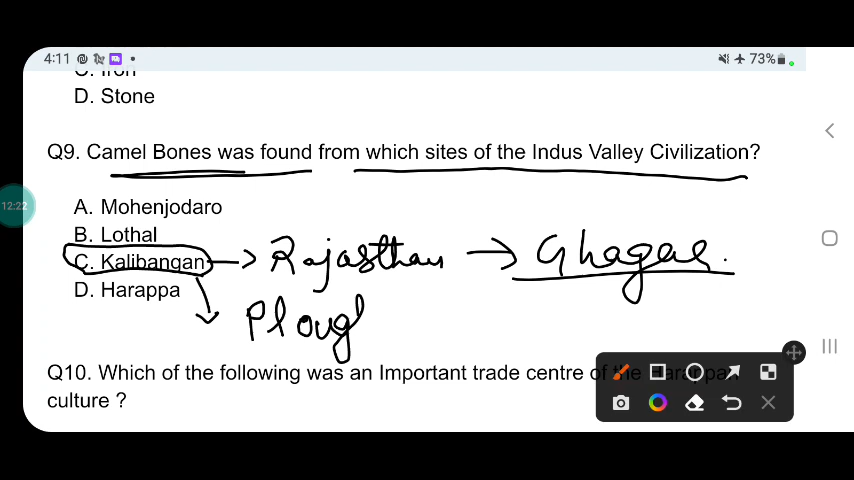 4:11 73%
D. Stone
Q9. Camel Bones was found from which sites of the Indus Valley Civilization?
12:22
A. Mohenjodaro
B. Lothal
C. Kalibangan → Rajasthan → Ghagar.
D. Harappa
Plough
Q10. Which of the following was an Important trade centre of the Harappan
culture ?